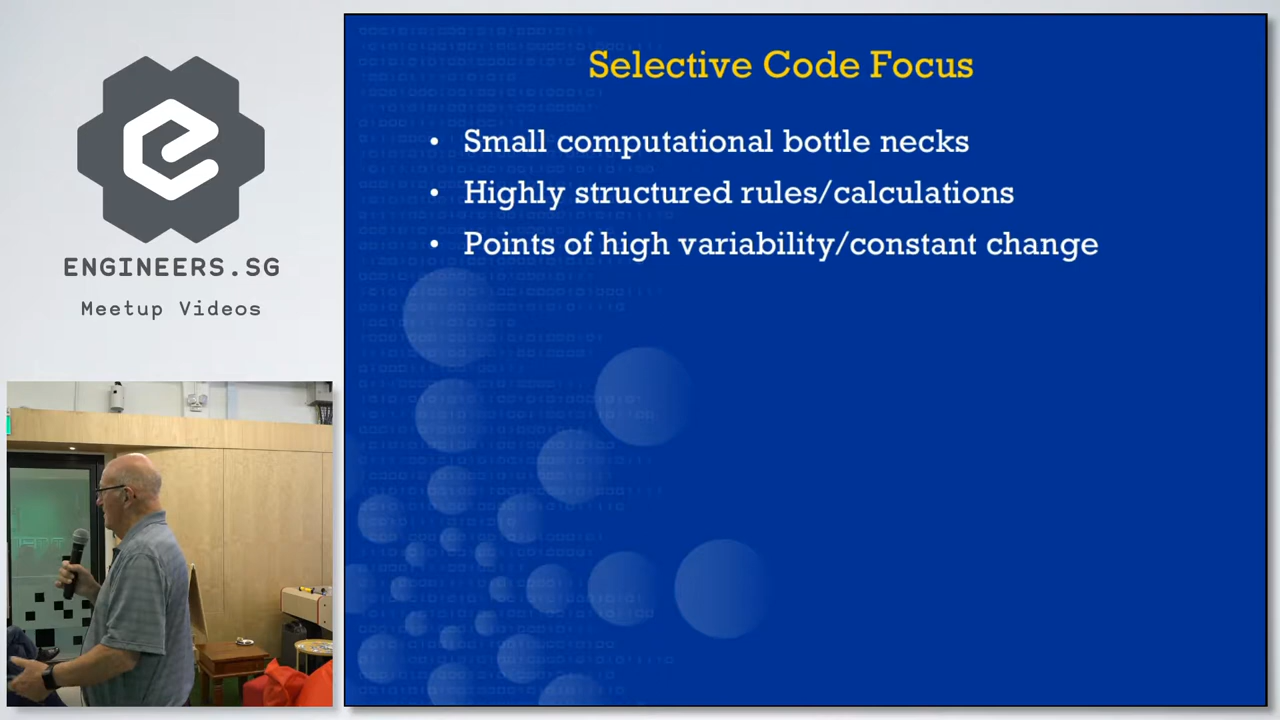 ENGINEERS.SG
Meetup Videos
Selective Code Focus
• Small computational bottle necks
• Highly structured rules/calculations
• Points of high variability/constant change